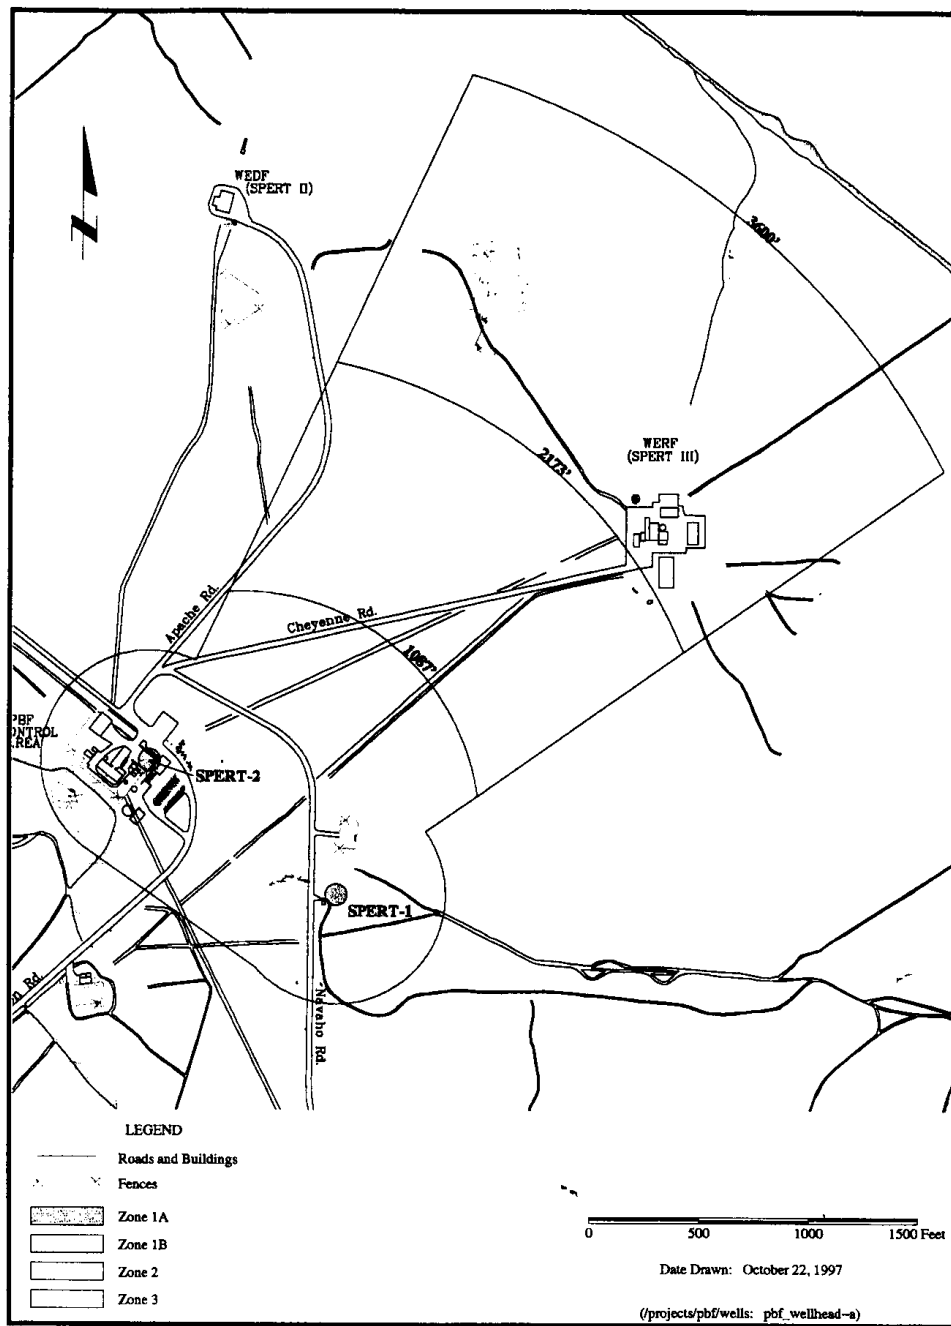 WEDF
(SPERT II)
3600'
WERF
(SPERT III)
2173'
Apache Rd.
Cheyenne Rd.
1087'
PBF
CONTROL
AREA
SPERT-2
SPERT-1
on Rd.
Navaho Rd.
LEGEND
Roads and Buildings
Fences
Zone 1A
Zone 1B
Zone 2
Zone 3
0 500 1000 1500 Feet
Date Drawn: October 22, 1997
(/projects/pbf/wells: pbf_wellhead-a)